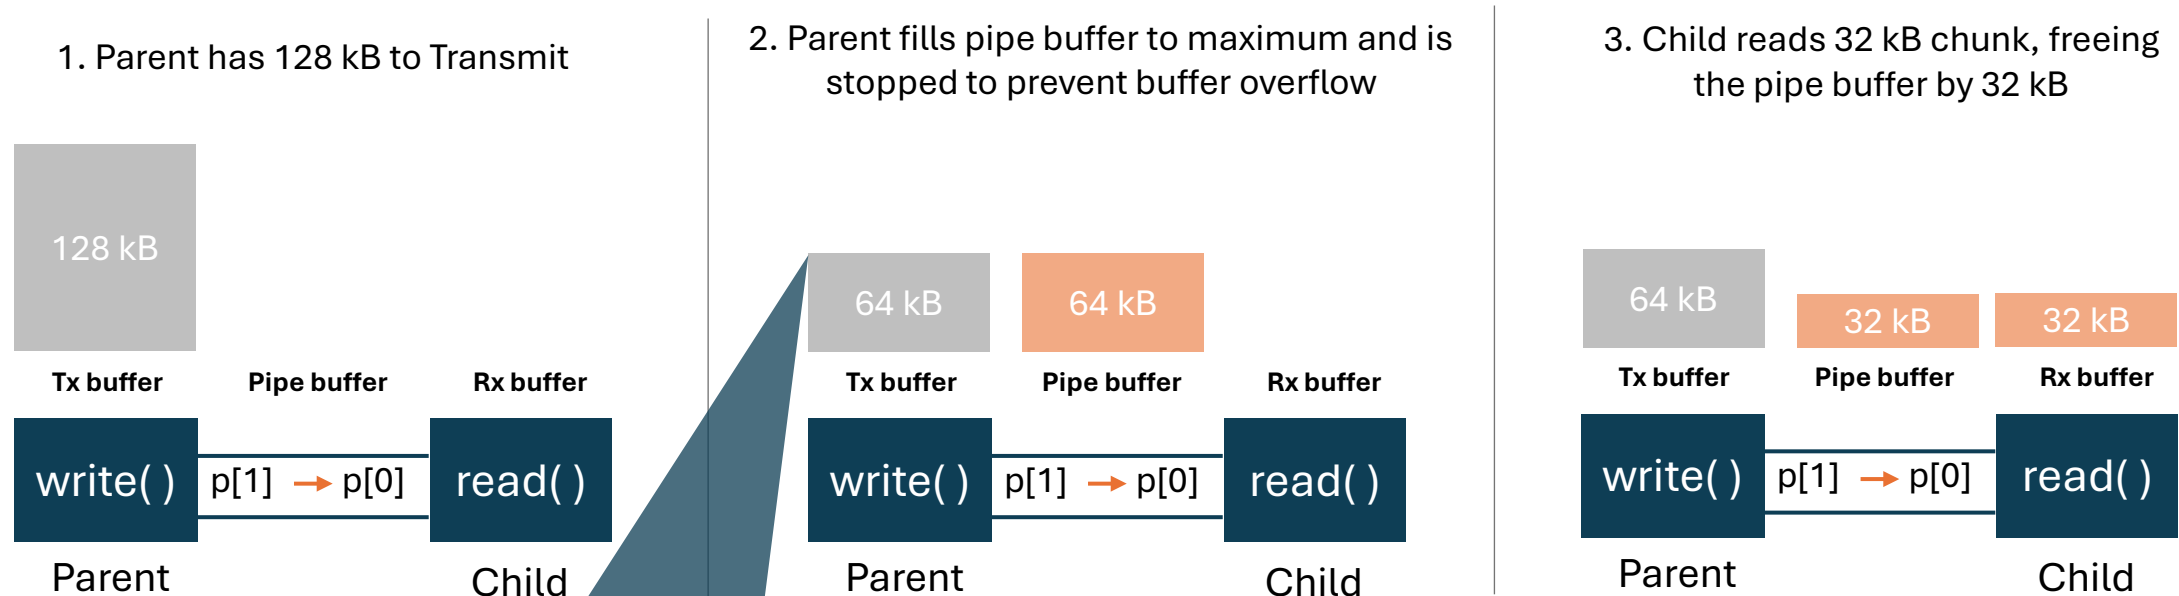 1. Parent has 128 kB to Transmit
128 kB
Tx buffer
Pipe buffer
Rx buffer
write( )
p[1]
p[0]
read( )
Parent
Child
2. Parent fills pipe buffer to maximum and is
stopped to prevent buffer overflow
64 kB
64 kB
Tx buffer
Pipe buffer
Rx buffer
write( )
p[1]
p[0]
read( )
Parent
Child
3. Child reads 32 kB chunk, freeing
the pipe buffer by 32 kB
64 kB
32 kB
32 kB
Tx buffer
Pipe buffer
Rx buffer
write( )
p[1]
p[0]
read( )
Parent
Child